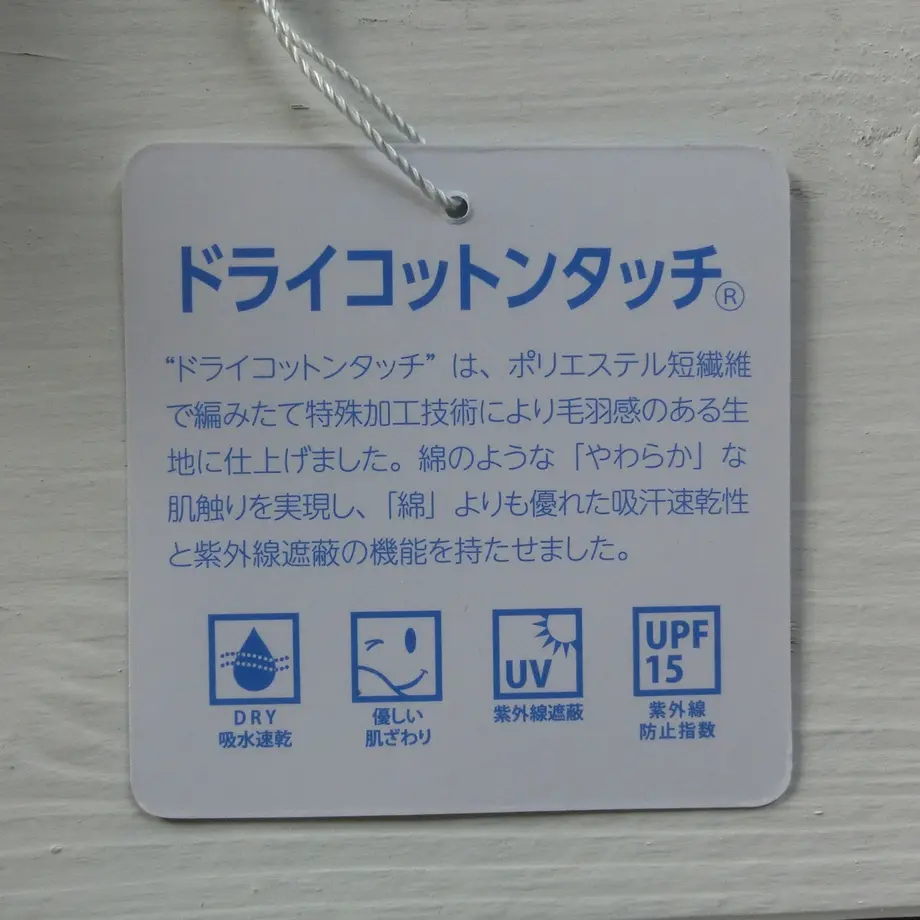 ドライコットンタッチ®
“ドライコットンタッチ”は、ポリエステル短繊維
で編みたて特殊加工技術により毛羽感のある生
地に仕上げました。綿のような「やわらか」な
肌触りを実現し、「綿」よりも優れた吸汗速乾性
と紫外線遮蔽の機能を持たせました。
UV
UPF
15
DRY
吸水速乾
優しい
肌ざわり
紫外線遮蔽
紫外線
防止指数